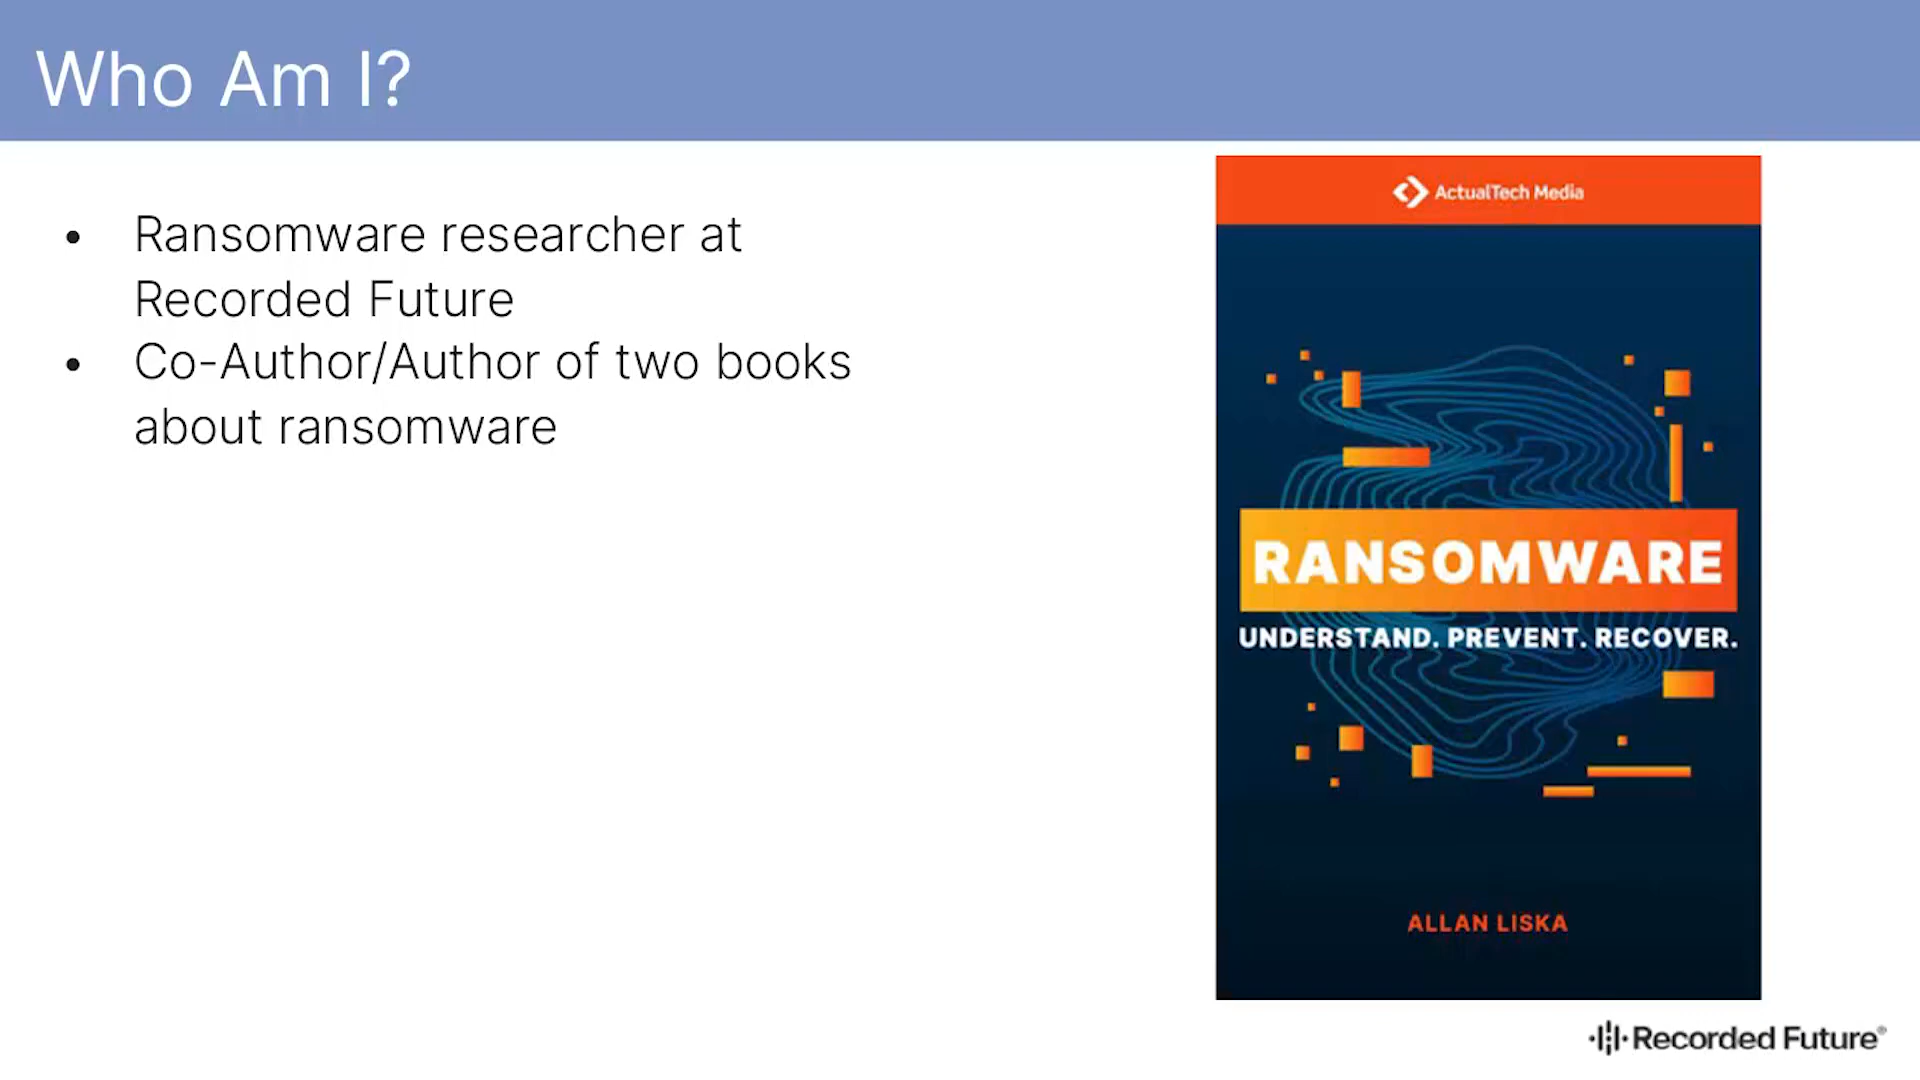 Who Am I?
• Ransomware researcher at
Recorded Future
• Co-Author/Author of two books
about ransomware
ActualTech Media
RANSOMWARE
UNDERSTAND. PREVENT. RECOVER.
ALLAN LISKA
Recorded Future®